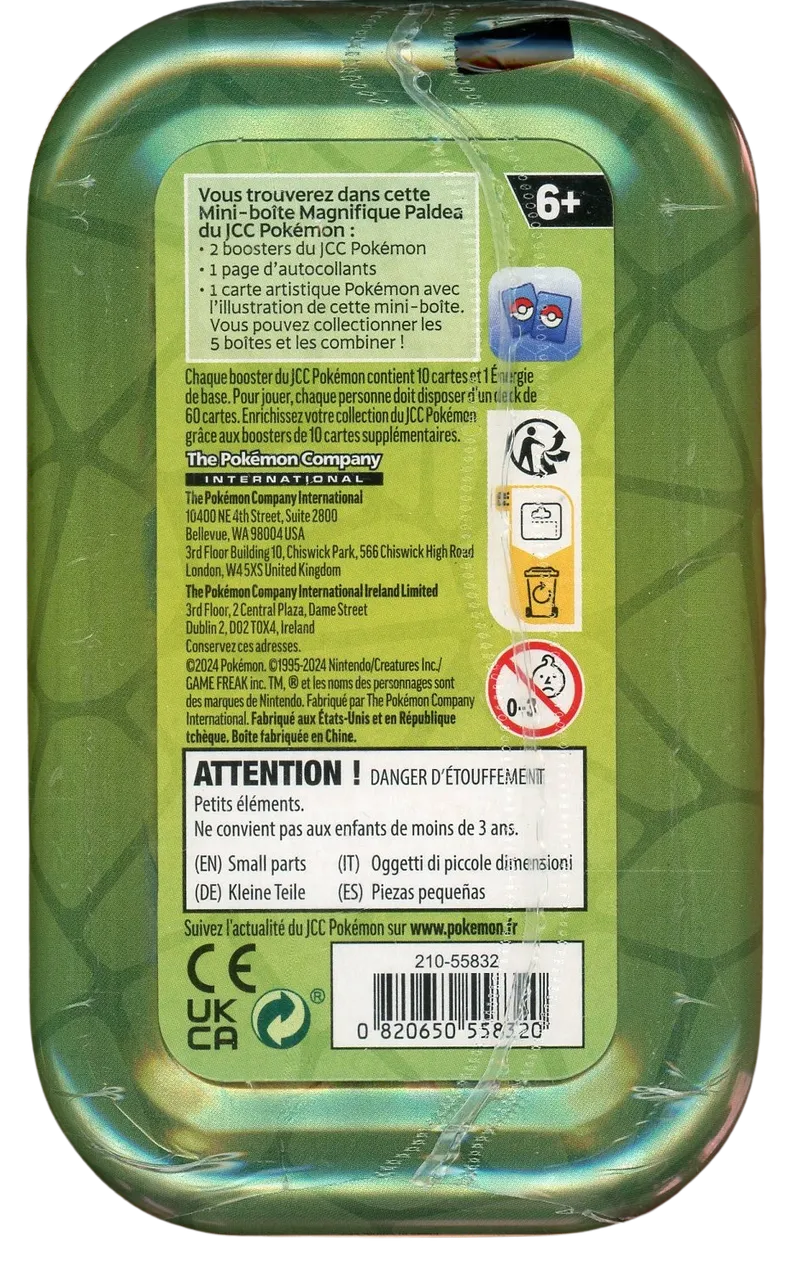 Vous trouverez dans cette
Mini-boîte Magnifique Paldea
du JCC Pokémon :
• 2 boosters du JCC Pokémon
• 1 page d'autocollants
• 1 carte artistique Pokémon avec
l'illustration de cette mini-boîte.
Vous pouvez collectionner les
5 boîtes et les combiner !
6+
Chaque booster du JCC Pokémon contient 10 cartes et 1 Énergie
de base. Pour jouer, chaque personne doit disposer d'un deck de
60 cartes. Enrichissez votre collection du JCC Pokémon
grâce aux boosters de 10 cartes supplémentaires.
The Pokémon Company
INTERNATIONAL
The Pokémon Company International
10400 NE 4th Street, Suite 2800
Bellevue, WA 98004 USA
3rd Floor Building 10, Chiswick Park, 566 Chiswick High Road
London, W4 5XS United Kingdom
The Pokémon Company International Ireland Limited
3rd Floor, 2 Central Plaza, Dame Street
Dublin 2, D02 T0X4, Ireland
Conservez ces adresses.
©2024 Pokémon. ©1995-2024 Nintendo/Creatures Inc./
GAME FREAK inc. TM, ® et les noms des personnages sont
des marques de Nintendo. Fabriqué par The Pokémon Company
International. Fabriqué aux États-Unis et en République
tchèque. Boîte fabriquée en Chine.
0-3
ATTENTION ! DANGER D'ÉTOUFFEMENT
Petits éléments.
Ne convient pas aux enfants de moins de 3 ans.
(EN) Small parts (IT) Oggetti di piccole dimensioni
(DE) Kleine Teile (ES) Piezas pequeñas
Suivez l'actualité du JCC Pokémon sur www.pokemon.fr
CE
UK
CA
®
210-55832
0 820650 558320